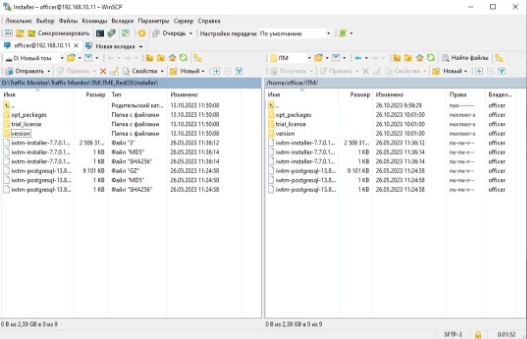 Installer – officer@192.168.10.11 – WinSCP
Локально Выбор Файлы Команды Вкладки Параметры Сервер Справка
Синхронизировать Очередь Настройки передачи По умолчанию
officer@192.168.10.11 × Новая вкладка
D: Новый том
ITM Найти файлы
Отправить Править Свойства Новый
Получить Править Свойства Новый
D:\Traffic Monitor\Traffic Monitor\ITM\TME_RedOS\Installer\
/home/officer/ITM/
Имя Размер Тип Изменено
.. Родительский кат... 13.10.2023 11:50:08
opt_packages Папка с файлами 13.10.2023 11:50:08
trial_license Папка с файлами 13.10.2023 11:50:08
version Папка с файлами 13.10.2023 11:50:08
iwtm-installer-7.7.0.1... 2 506 31... Файл "3" 26.05.2023 11:36:12
iwtm-installer-7.7.0.1... 1 KB Файл "MD5" 26.05.2023 11:36:14
iwtm-installer-7.7.0.1... 1 KB Файл "SHA256" 26.05.2023 11:36:14
iwtm-postgresql-13.8... 9 101 KB Файл "GZ" 26.05.2023 11:24:58
iwtm-postgresql-13.8... 1 KB Файл "MD5" 26.05.2023 11:24:58
iwtm-postgresql-13.8... 1 KB Файл "SHA256" 26.05.2023 11:24:58
Имя Размер Изменено Права Владел...
.. 26.10.2023 9:59:29 rwx------ officer
opt_packages 26.10.2023 10:01:00 rwxrwxr-x officer
trial_license 26.10.2023 10:01:00 rwxrwxr-x officer
version 26.10.2023 10:01:00 rwxrwxr-x officer
iwtm-installer-7.7.0.1... 2 506 31... 26.05.2023 11:36:12 rw-rw-r-- officer
iwtm-installer-7.7.0.1... 1 KB 26.05.2023 11:36:14 rw-rw-r-- officer
iwtm-installer-7.7.0.1... 1 KB 26.05.2023 11:36:14 rw-rw-r-- officer
iwtm-postgresql-13.8... 9 101 KB 26.05.2023 11:24:58 rw-rw-r-- officer
iwtm-postgresql-13.8... 1 KB 26.05.2023 11:24:58 rw-rw-r-- officer
iwtm-postgresql-13.8... 1 KB 26.05.2023 11:24:58 rw-rw-r-- officer
0 B из 2,39 GB в 0 из 9
0 B из 2,39 GB в 0 из 9
SFTP-3 0:01:52